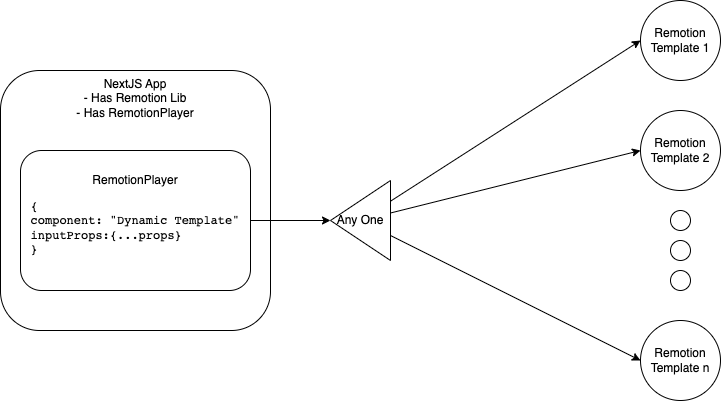 NextJS App
- Has Remotion Lib
- Has RemotionPlayer
RemotionPlayer
{
component: "Dynamic Template"
inputProps:{...props}
}
Any One
Remotion
Template 1
Remotion
Template 2
Remotion
Template n